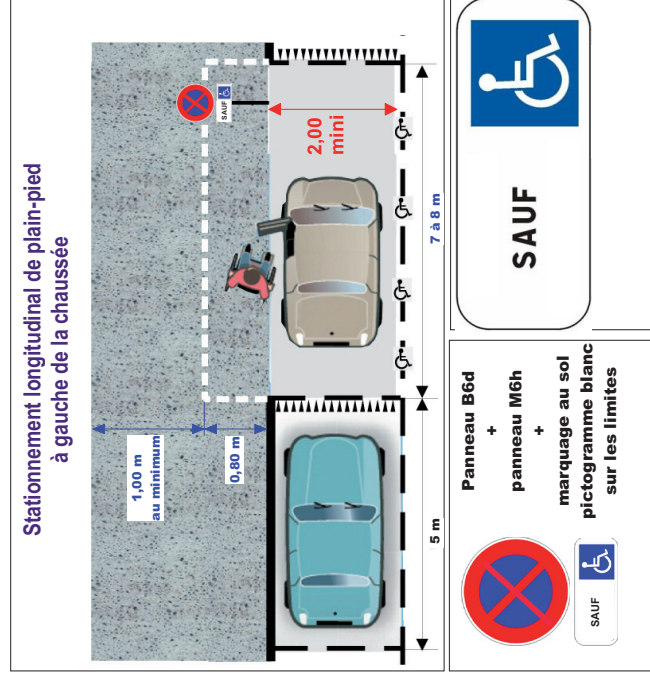 Stationnement longitudinal de plain-pied
à gauche de la chaussée
1,00 m
au minimum
0,80 m
SAUF
2,00
mini
7 à 8 m
5 m
Panneau B6d
+
panneau M6h
+
marquage au sol
pictogramme blanc
sur les limites
SAUF
SAUF